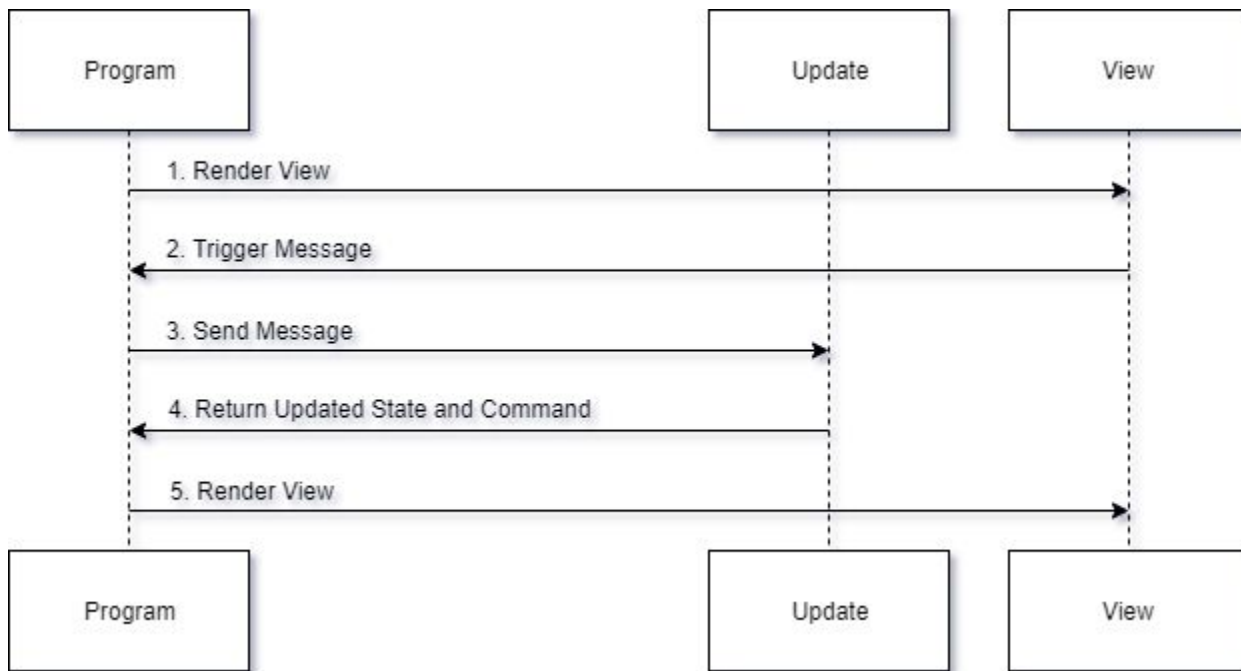 Program
Update
View
1. Render View
2. Trigger Message
3. Send Message
4. Return Updated State and Command
5. Render View
Program
Update
View